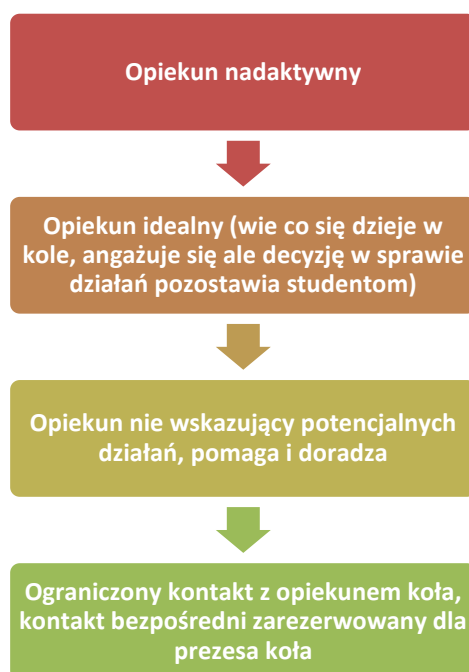 Opiekun nadaktywny
Opiekun idealny (wie co się dzieje w
kole, angażuje się ale decyzję w sprawie
działań pozostawia studentom)
Opiekun nie wskazujący potencjalnych
działań, pomaga i doradza
Ograniczony kontakt z opiekunem koła,
kontakt bezpośredni zarezerwowany dla
prezesa koła